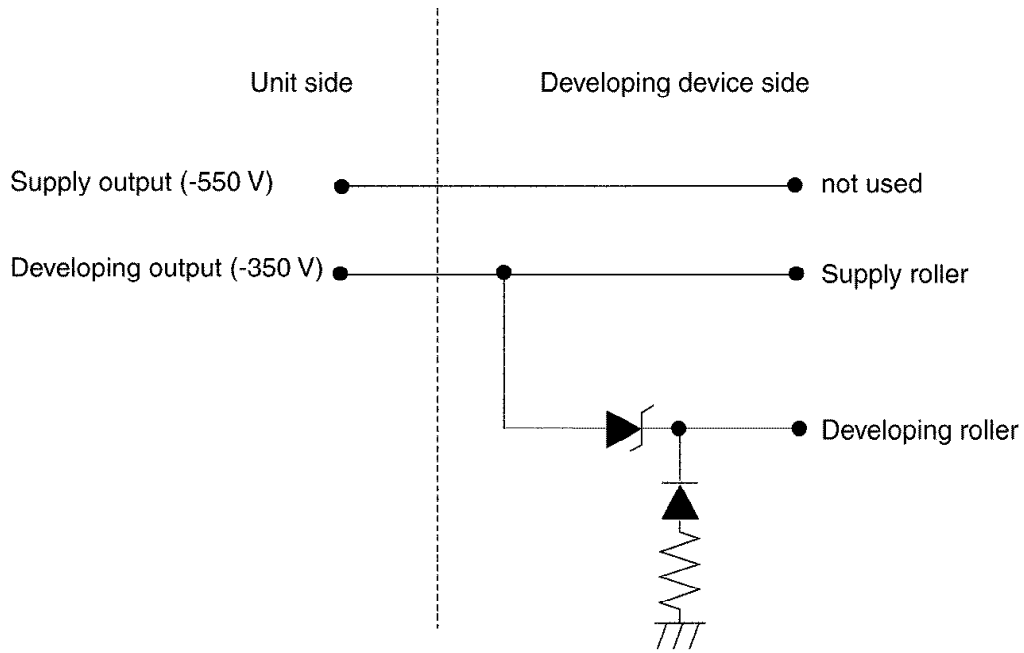 Unit side
Developing device side
Supply output (-550 V)
not used
Developing output (-350 V)
Supply roller
Developing roller